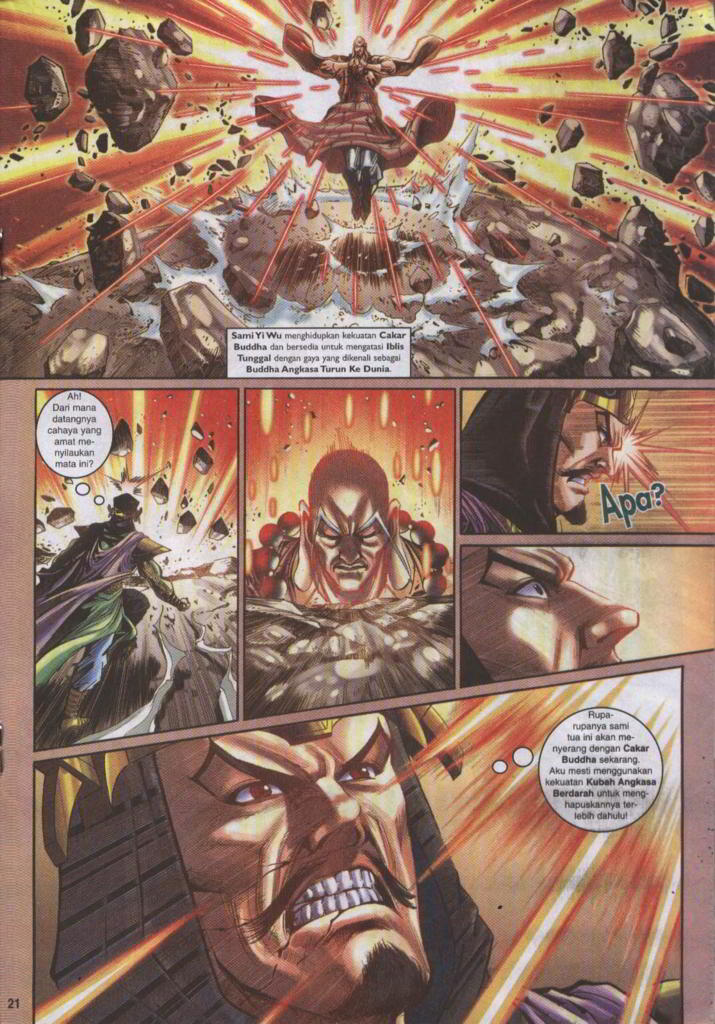 Sami Yi Wu menghidupkan kekuatan Cakar
Buddha dan bersedia untuk mengatasi Iblis
Tunggal dengan gaya yang dikenali sebagai
Buddha Angkasa Turun Ke Dunia.
Ah!
Dari mana
datangnya
cahaya yang
amat me-
nyilaukan
mata ini?
Apa?
Rupa-
rupanya sami
tua ini akan me-
nyerang dengan Cakar
Buddha sekarang.
Aku mesti menggunakan
kekuatan Kubah Angkasa
Berdarah untuk meng-
hapuskannya ter-
lebih dahulu!
21